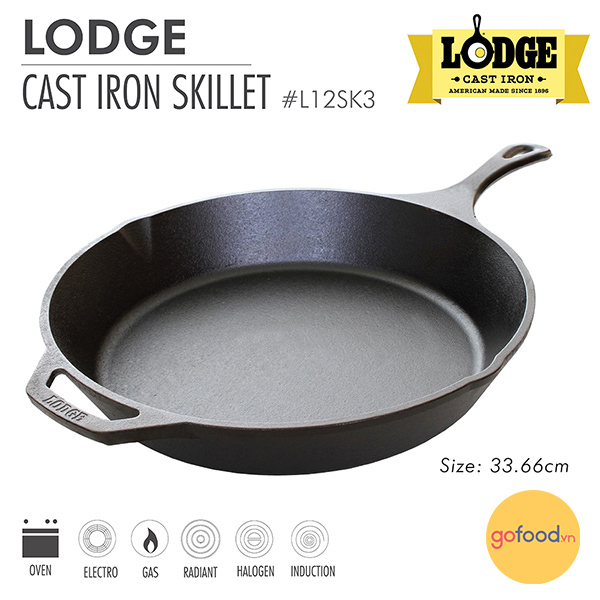 LODGE
CAST IRON SKILLET #L12SK3
LODGE
CAST IRON
AMERICAN MADE SINCE 1896
LODGE
Size: 33.66cm
OVEN ELECTRO GAS RADIANT HALOGEN INDUCTION
gofood.vn